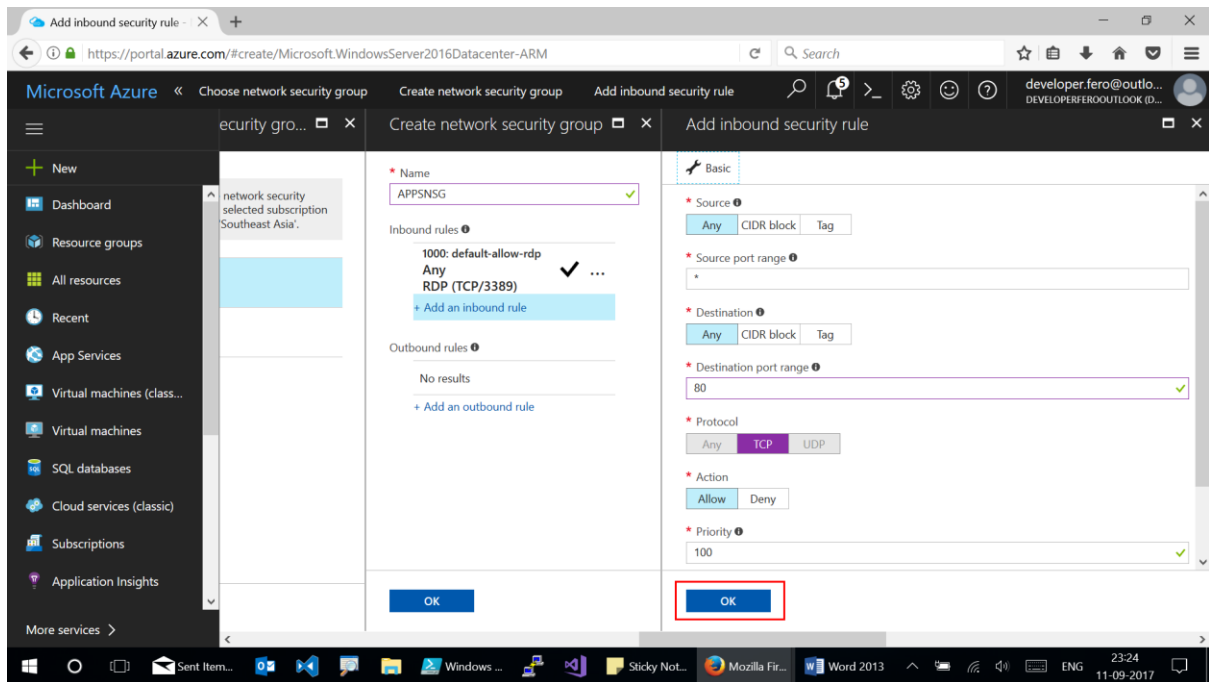 Add inbound security rule -
https://portal.azure.com/#create/Microsoft.WindowsServer2016Datacenter-ARM
Search
Microsoft Azure « Choose network security group Create network security group Add inbound security rule
5
developer.fero@outlo...
DEVELOPERFEROOUTLOOK (D...
ecurity gro...
Create network security group
Add inbound security rule
New
Dashboard
Resource groups
All resources
Recent
App Services
Virtual machines (class...
Virtual machines
SQL databases
Cloud services (classic)
Subscriptions
Application Insights
More services >
network security
selected subscription
'Southeast Asia'.
* Name
APPSNSG
Inbound rules
1000: default-allow-rdp
Any
RDP (TCP/3389)
...
+ Add an inbound rule
Outbound rules
No results
+ Add an outbound rule
OK
Basic
* Source
Any CIDR block Tag
* Source port range
*
* Destination
Any CIDR block Tag
* Destination port range
80
* Protocol
Any TCP UDP
* Action
Allow Deny
* Priority
100
OK
Sent Item... Windows ... Sticky Not... Mozilla Fir... Word 2013 ENG
23:24
11-09-2017